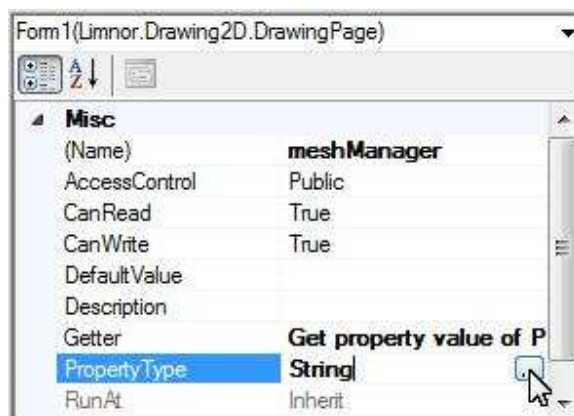 Form1(Limnor.Drawing2D.DrawingPage)
A
Z
Misc
(Name) meshManager
AccessControl Public
CanRead True
CanWrite True
DefaultValue
Description
Getter Get property value of P
PropertyType String ...
RunAt Inherit